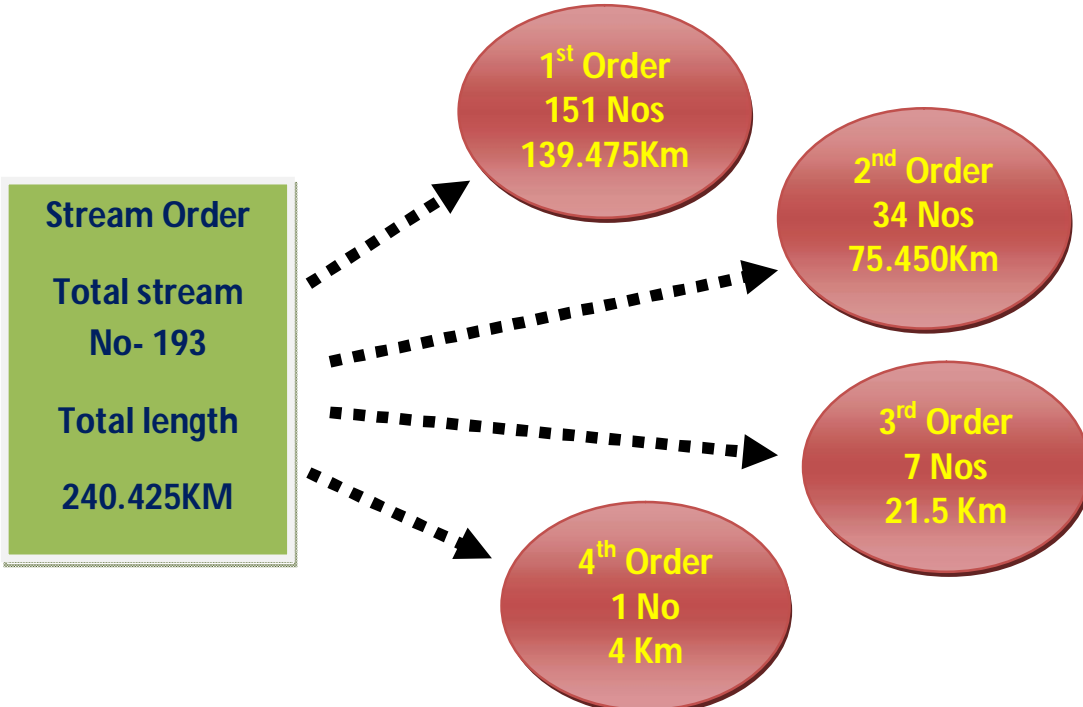 Stream Order
Total stream
No- 193
Total length
240.425KM
1st Order
151 Nos
139.475Km
2nd Order
34 Nos
75.450Km
3rd Order
7 Nos
21.5 Km
4th Order
1 No
4 Km